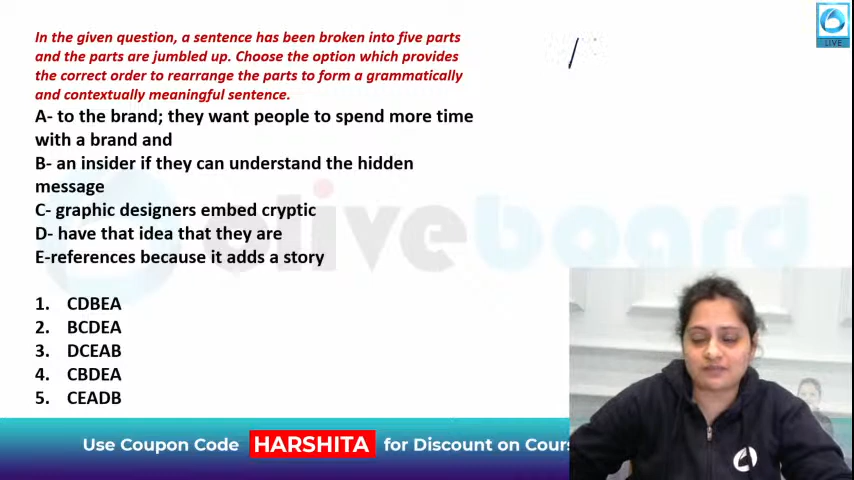 In the given question, a sentence has been broken into five parts
and the parts are jumbled up. Choose the option which provides
the correct order to rearrange the parts to form a grammatically
and contextually meaningful sentence.
A- to the brand; they want people to spend more time
with a brand and
B- an insider if they can understand the hidden
message
C- graphic designers embed cryptic
D- have that idea that they are
E-references because it adds a story
1. CDBEA
2. BCDEA
3. DCEAB
4. CBDEA
5. CEADB
LIVE
oliveboard
Use Coupon Code HARSHITA for Discount on Cours